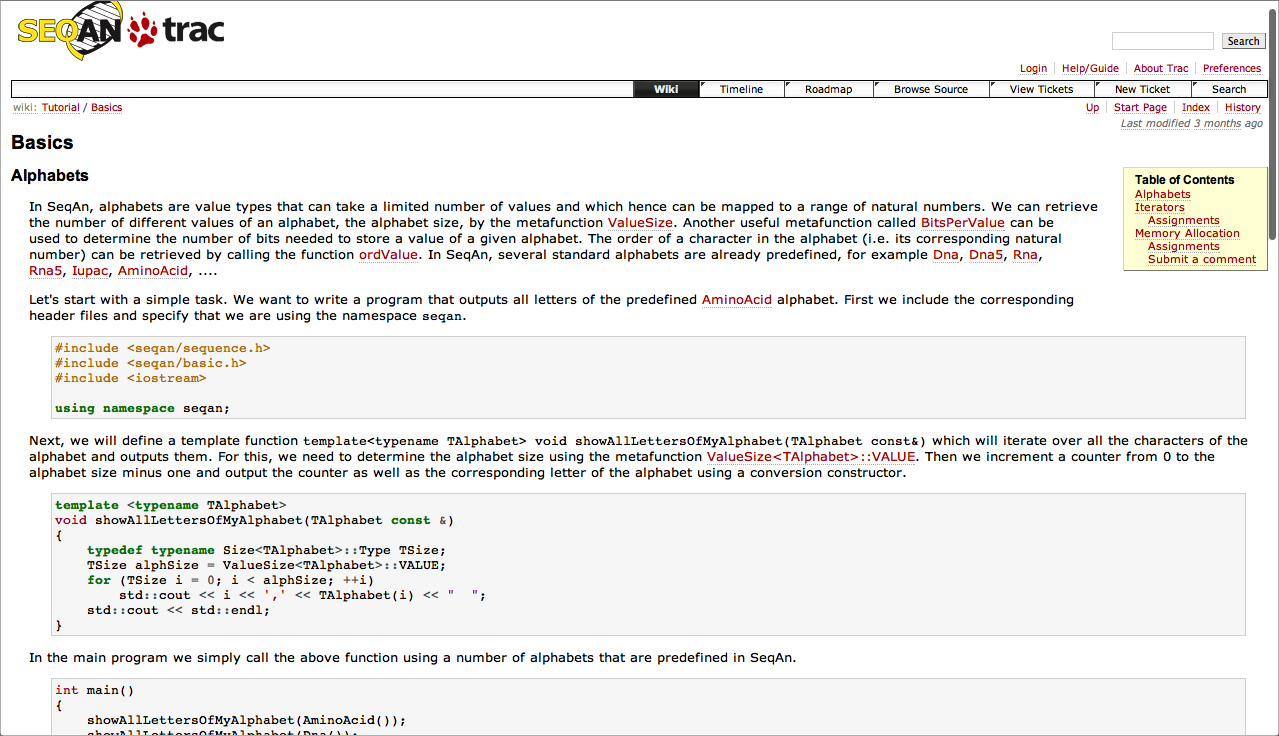 SEQAN trac
Search
Login Help/Guide About Trac Preferences
Wiki Timeline Roadmap Browse Source View Tickets New Ticket Search
wiki: Tutorial / Basics
Up Start Page Index History
Last modified 3 months ago
Basics
Alphabets
Table of Contents
Alphabets
Iterators
Assignments
Memory Allocation
Assignments
Submit a comment
In SeqAn, alphabets are value types that can take a limited number of values and which hence can be mapped to a range of natural numbers. We can retrieve
the number of different values of an alphabet, the alphabet size, by the metafunction ValueSize. Another useful metafunction called BitsPerValue can be
used to determine the number of bits needed to store a value of a given alphabet. The order of a character in the alphabet (i.e. its corresponding natural
number) can be retrieved by calling the function ordValue. In SeqAn, several standard alphabets are already predefined, for example Dna, Dna5, Rna,
Rna5, Iupac, AminoAcid, ....
Let's start with a simple task. We want to write a program that outputs all letters of the predefined AminoAcid alphabet. First we include the corresponding
header files and specify that we are using the namespace seqan.
#include <seqan/sequence.h>
#include <seqan/basic.h>
#include <iostream>
using namespace seqan;
Next, we will define a template function template<typename TAlphabet> void showAllLettersOfMyAlphabet(TAlphabet const&) which will iterate over all the characters of the
alphabet and outputs them. For this, we need to determine the alphabet size using the metafunction ValueSize<TAlphabet>::VALUE. Then we increment a counter from 0 to the
alphabet size minus one and output the counter as well as the corresponding letter of the alphabet using a conversion constructor.
template <typename TAlphabet>
void showAllLettersOfMyAlphabet(TAlphabet const &)
{
    typedef typename Size<TAlphabet>::Type TSize;
    TSize alphSize = ValueSize<TAlphabet>::VALUE;
    for (TSize i = 0; i < alphSize; ++i)
        std::cout << i << ',' << TAlphabet(i) << "  ";
    std::cout << std::endl;
}
In the main program we simply call the above function using a number of alphabets that are predefined in SeqAn.
int main()
{
    showAllLettersOfMyAlphabet(AminoAcid());
    showAllLettersOfMyAlphabet(Dna());